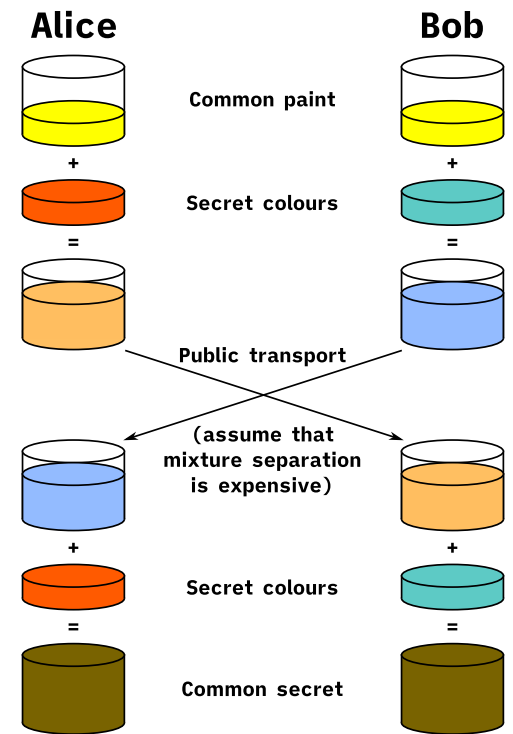 Alice Bob
Common paint
+ +
Secret colours
= =
Public transport
(assume that
mixture separation
is expensive)
+ +
Secret colours
= =
Common secret